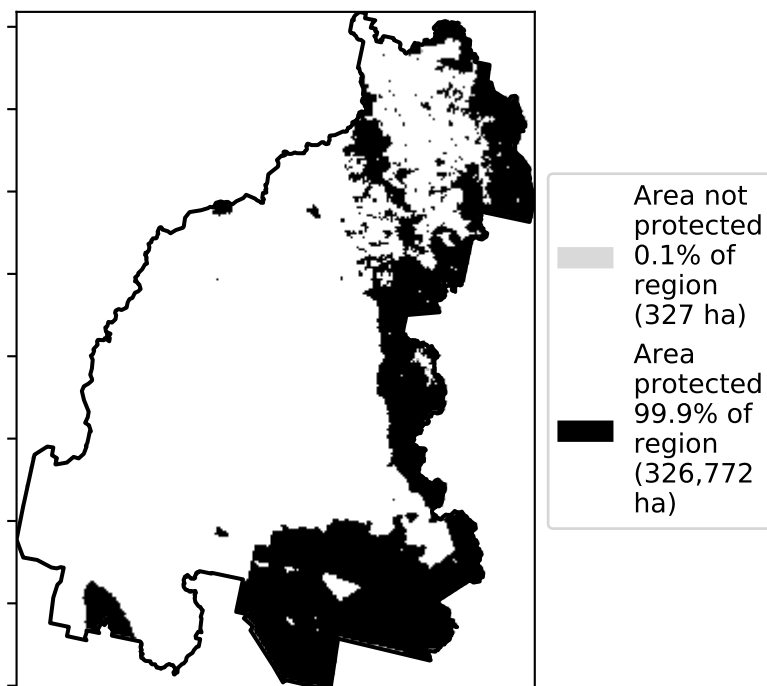 Area not
protected
0.1% of
region
(327 ha)
Area
protected
99.9% of
region
(326,772
ha)